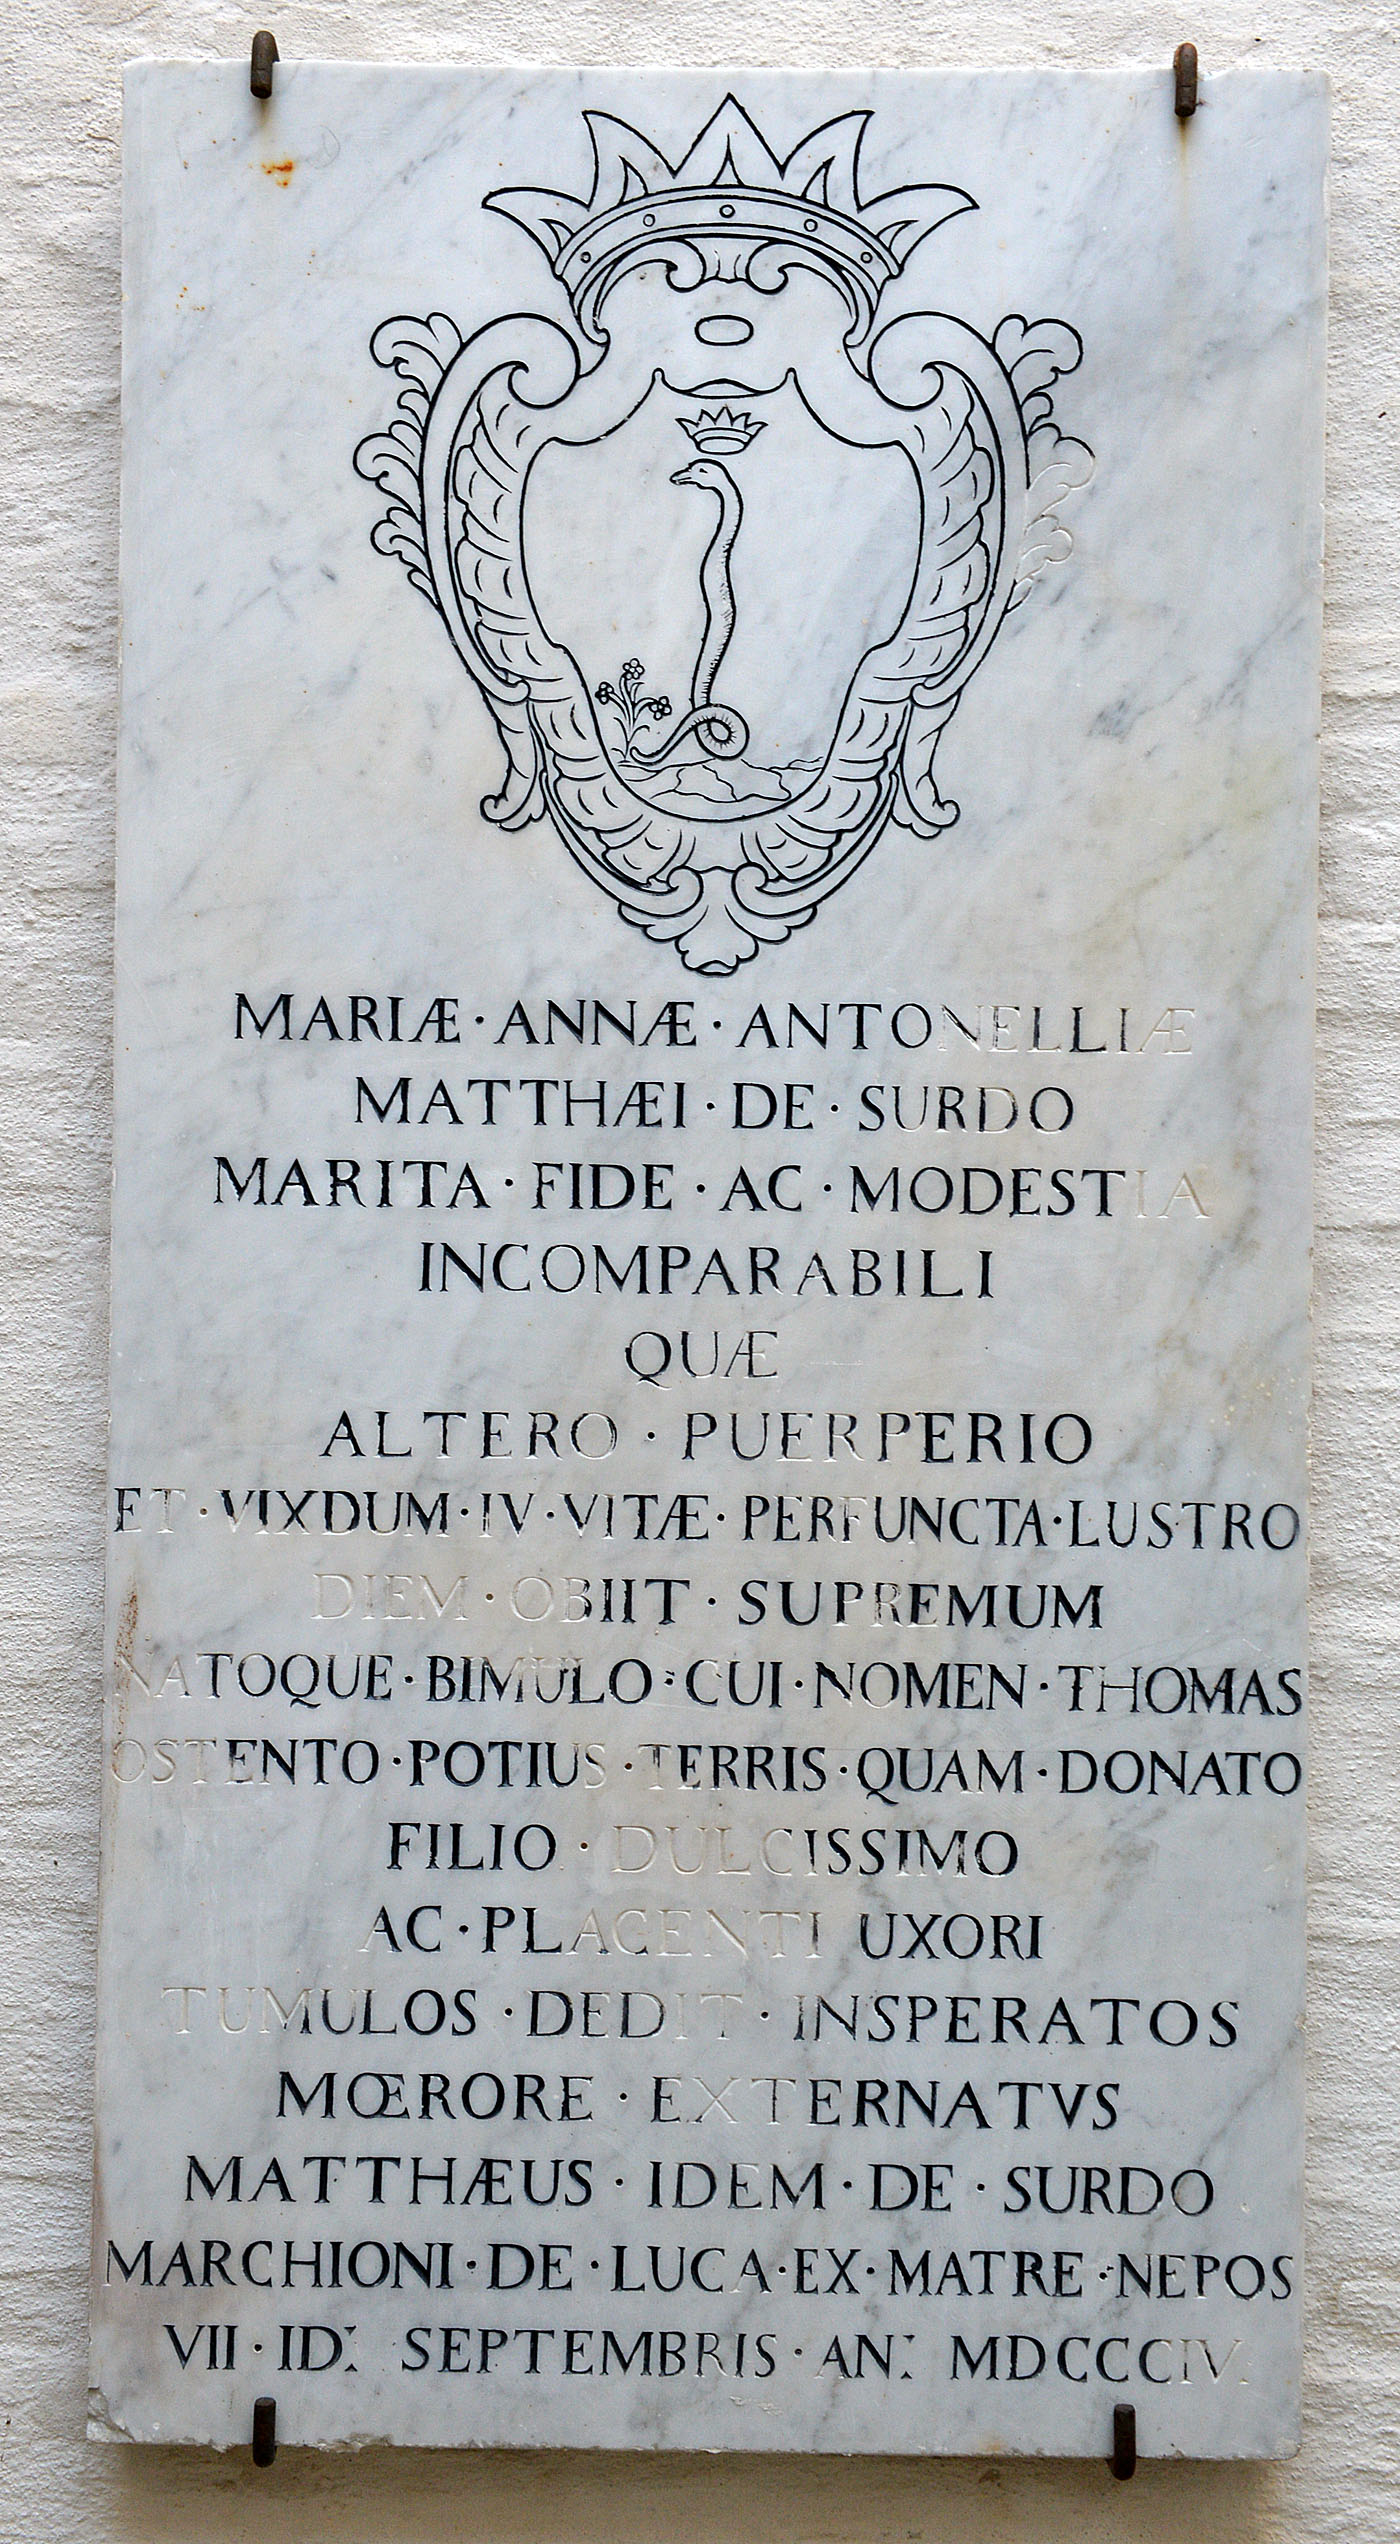 MARIÆ · ANNÆ · ANTONELLIÆ
MATTHÆI · DE · SURDO
MARITA · FIDE · AC · MODESTIA
INCOMPARABILI
QUÆ
ALTERO · PUERPERIO
ET · VIXDUM · IV · VITÆ · PERFUNCTA · LUSTRO
DIEM · OBIIT · SUPREMUM
NATOQUE · BIMULO · CUI · NOMEN · THOMAS
OSTENTO · POTIUS · TERRIS · QUAM · DONATO
FILIO · DULCISSIMO
AC · PLACENTI UXORI
TUMULOS · DEDIT · INSPERATOS
MŒRORE · EXTERNATVS
MATTHÆUS · IDEM · DE · SURDO
MARCHIONI · DE · LUCA · EX · MATRE · NEPOS
VII · ID: SEPTEMBRIS · AN: MDCCCIV.